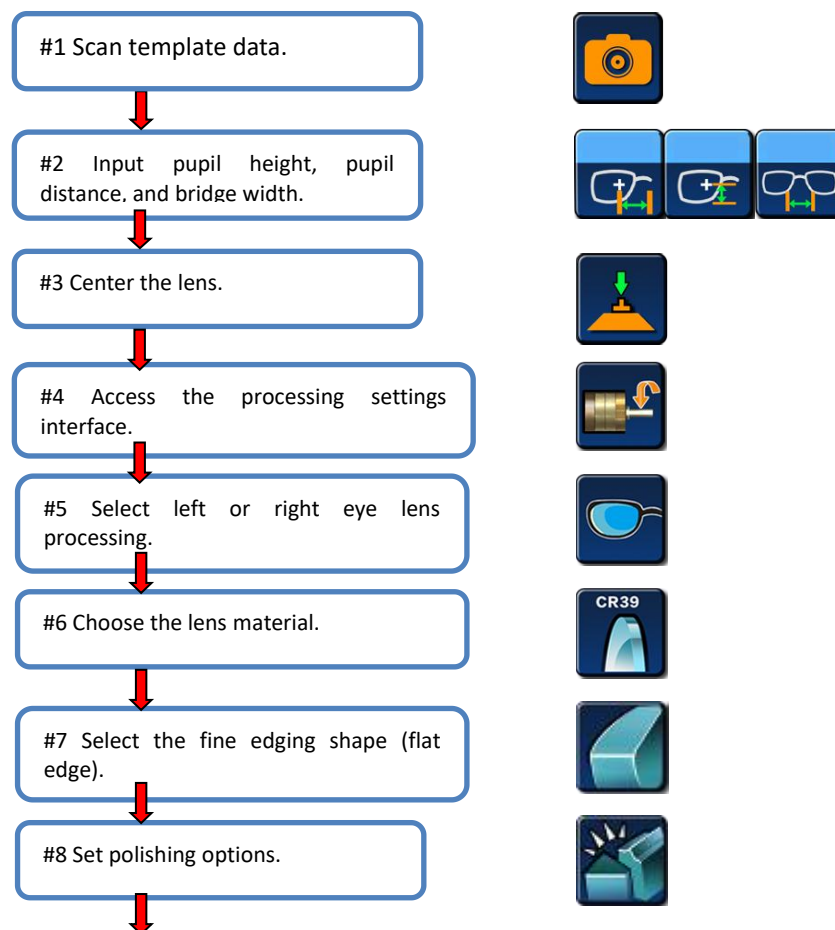 #1 Scan template data.
#2 Input pupil height, pupil
distance, and bridge width.
#3 Center the lens.
#4 Access the processing settings
interface.
#5 Select left or right eye lens
processing.
#6 Choose the lens material.
CR39
#7 Select the fine edging shape (flat
edge).
#8 Set polishing options.